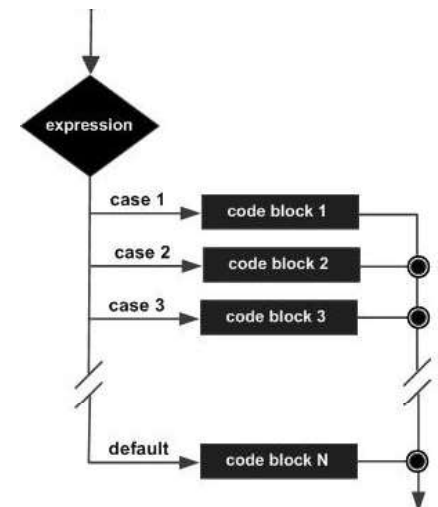 expression
case 1
code block 1
case 2
code block 2
case 3
code block 3
default
code block N